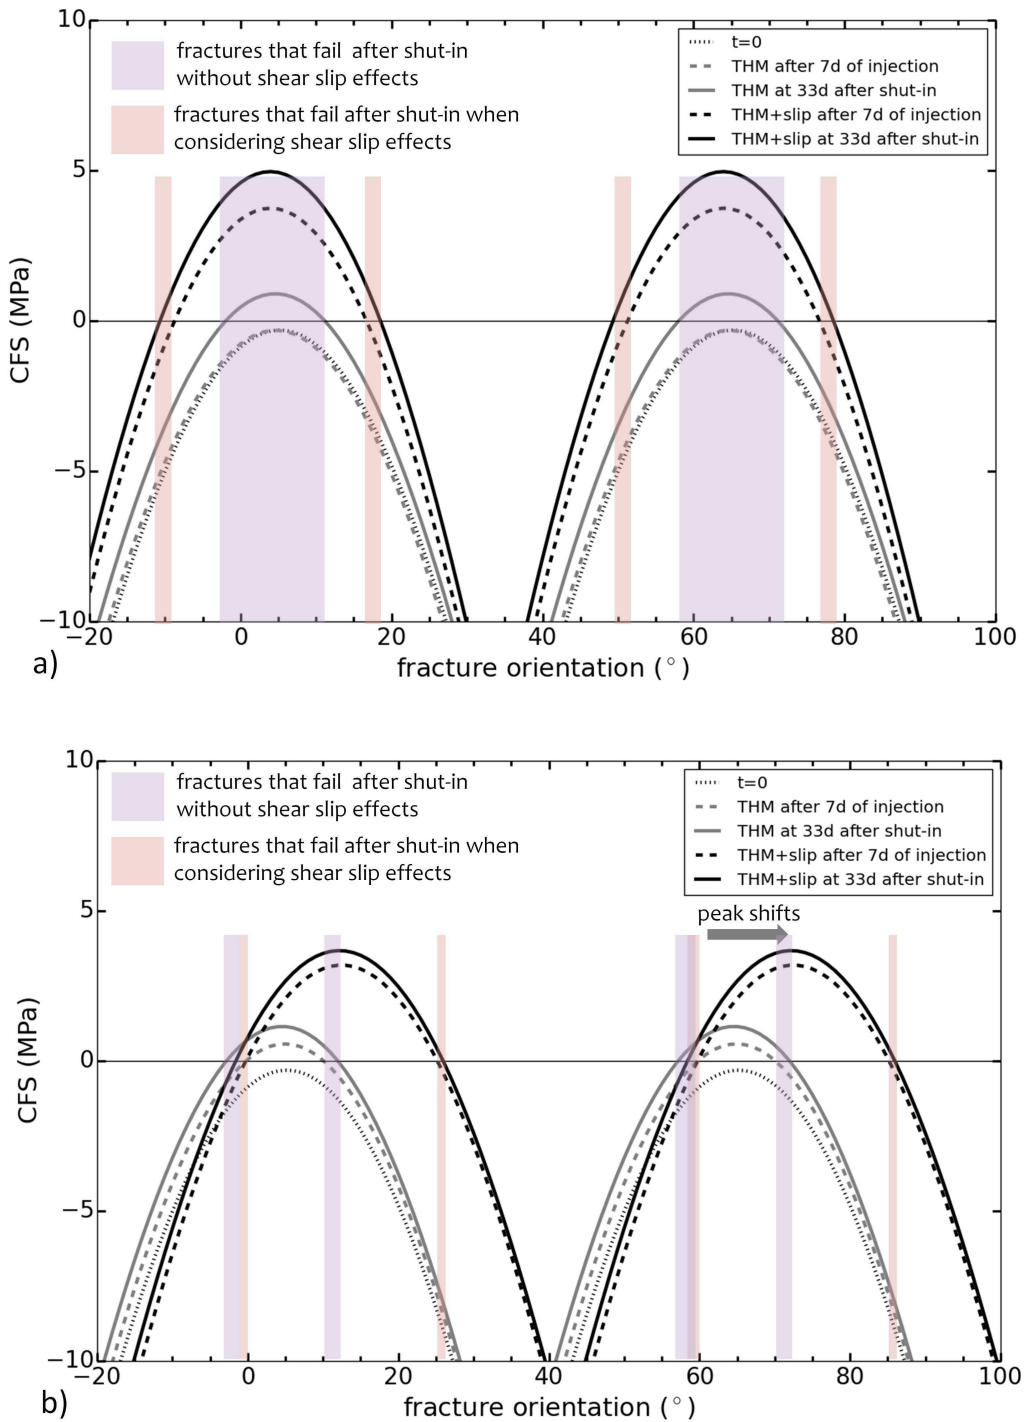 10
fractures that fail after shut-in
without shear slip effects
fractures that fail after shut-in when
considering shear slip effects
t=0
THM after 7d of injection
THM at 33d after shut-in
THM+slip after 7d of injection
THM+slip at 33d after shut-in
5
0
−5
−10
CFS (MPa)
−20 0 20 40 60 80 100
fracture orientation (°)
a)
10
fractures that fail after shut-in
without shear slip effects
fractures that fail after shut-in when
considering shear slip effects
t=0
THM after 7d of injection
THM at 33d after shut-in
THM+slip after 7d of injection
THM+slip at 33d after shut-in
peak shifts
5
0
−5
−10
CFS (MPa)
−20 0 20 40 60 80 100
fracture orientation (°)
b)